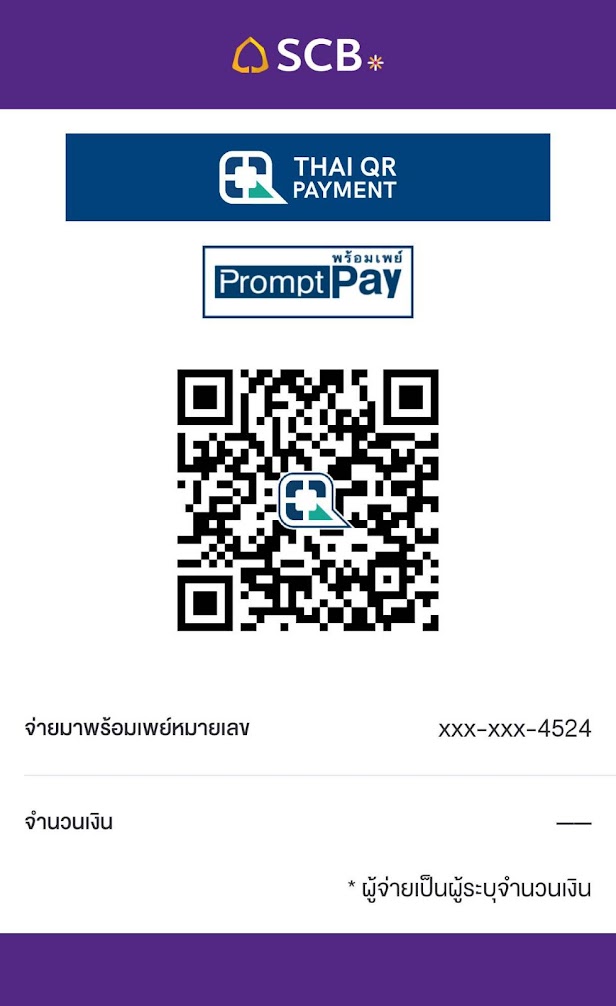 SCB
THAI QR
PAYMENT
พร้อมเพย์
PromptPay
จ่ายมาพร้อมเพย์หมายเลข xxx-xxx-4524
จำนวนเงิน ——
* ผู้จ่ายเป็นผู้ระบุจำนวนเงิน